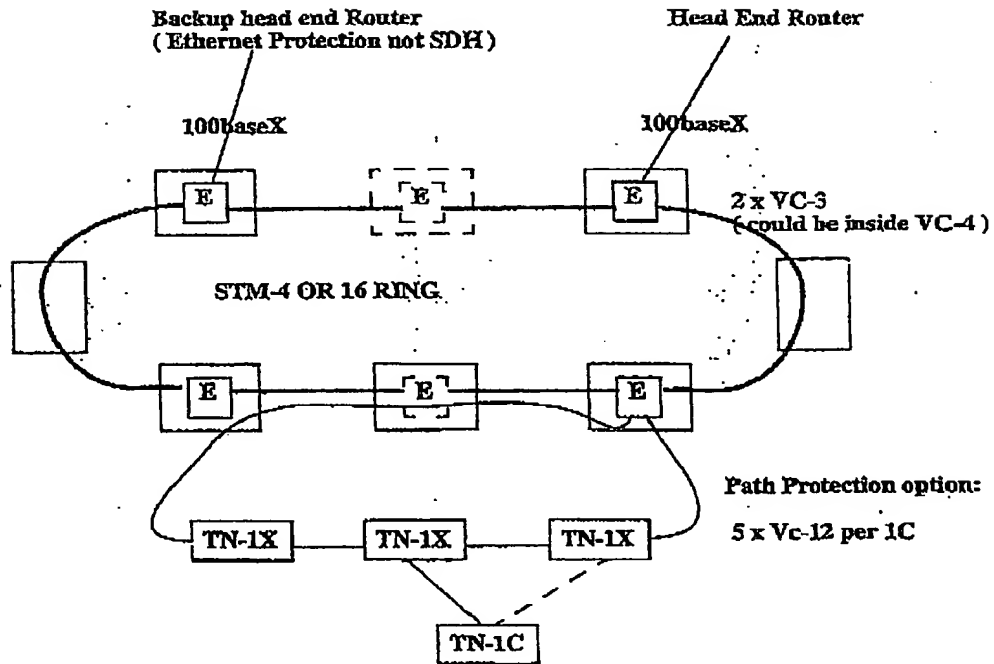 Backup head end Router
( Ethernet Protection not SDH )
Head End Router
100baseX
100baseX
E
E
E
2 x VC-3
( could be inside VC-4 )
STM-4 OR 16 RING
E
E
E
Path Protection option:
5 x Vc-12 per 1C
TN-1X
TN-1X
TN-1X
TN-1C